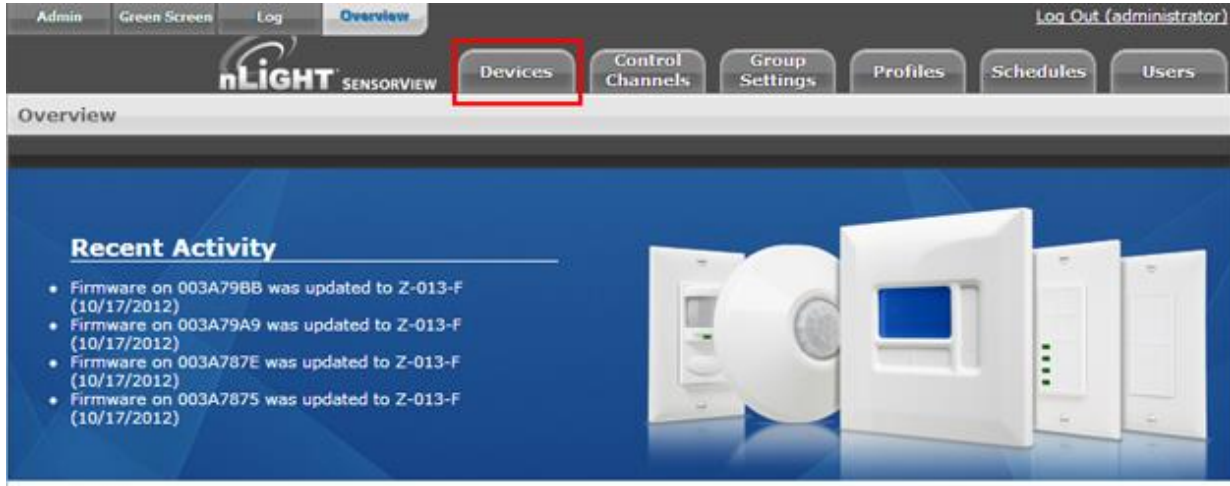 Admin Green Screen Log Overview Log Out (administrator)
nLIGHT SENSORVIEW Devices Control Channels Group Settings Profiles Schedules Users
Overview
Recent Activity
• Firmware on 003A79BB was updated to Z-013-F
(10/17/2012)
• Firmware on 003A79A9 was updated to Z-013-F
(10/17/2012)
• Firmware on 003A787E was updated to Z-013-F
(10/17/2012)
• Firmware on 003A7875 was updated to Z-013-F
(10/17/2012)